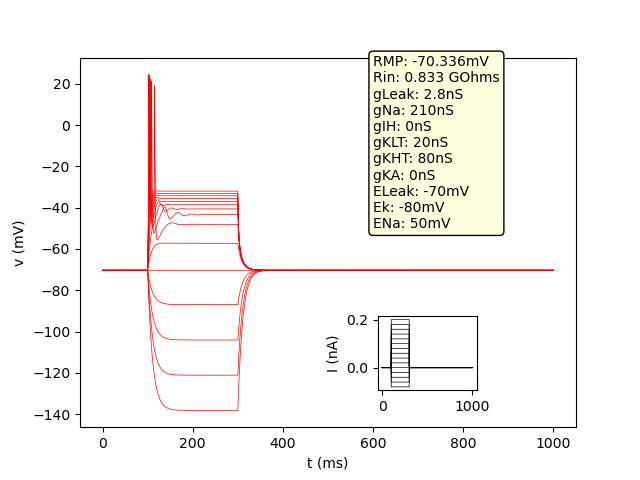 RMP: -70.336mV
Rin: 0.833 GOhms
gLeak: 2.8nS
gNa: 210nS
gIH: 0nS
gKLT: 20nS
gKHT: 80nS
gKA: 0nS
ELeak: -70mV
Ek: -80mV
ENa: 50mV
20
0
−20
−40
−60
−80
−100
−120
−140
v (mV)
0.2
0.0
I (nA)
0 1000
0 200 400 600 800 1000
t (ms)